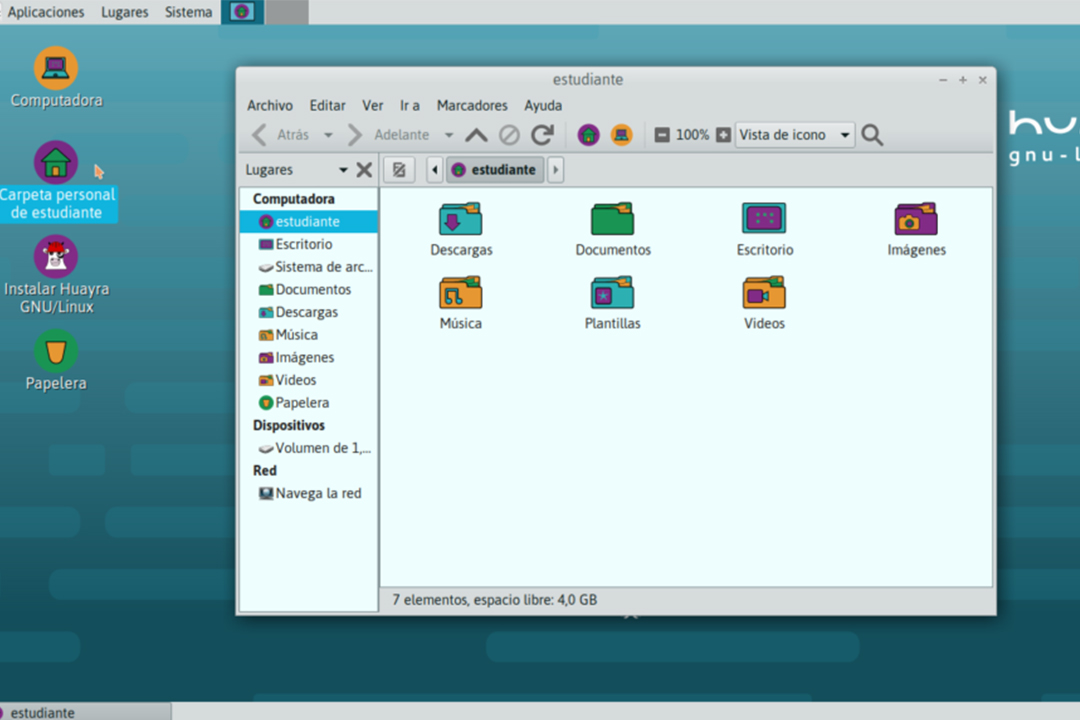 Aplicaciones Lugares Sistema
Computadora
Carpeta personal
de estudiante
Instalar Huayra
GNU/Linux
Papelera
estudiante
Archivo Editar Ver Ir a Marcadores Ayuda
Atrás Adelante 100% Vista de icono
Lugares estudiante
Computadora
estudiante
Escritorio
Sistema de arc...
Documentos
Descargas
Música
Imágenes
Videos
Papelera
Dispositivos
Volumen de 1,...
Red
Navega la red
Descargas Documentos Escritorio Imágenes
Música Plantillas Videos
7 elementos, espacio libre: 4,0 GB
hu
gnu-l
estudiante